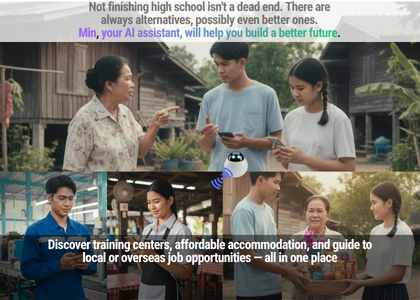 Not finishing high school isn't a dead end. There are
always alternatives, possibly even better ones.
Min, your AI assistant, will help you build a better future.
Discover training centers, affordable accommodation, and guide to
local or overseas job opportunities — all in one place